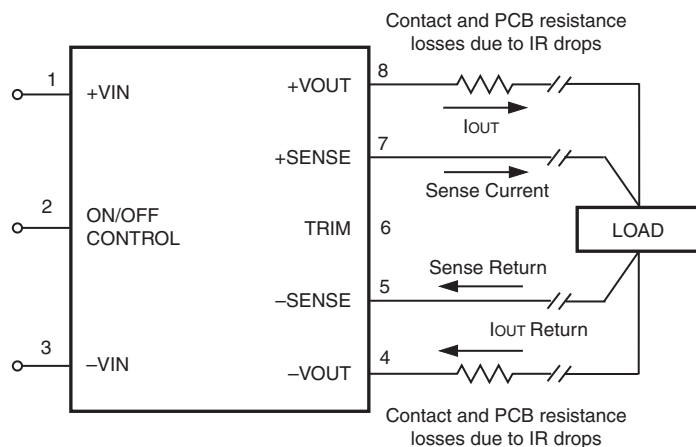 Contact and PCB resistance
losses due to IR drops
1
+VIN
+VOUT
8
IOUT
7
+SENSE
Sense Current
2
ON/OFF
CONTROL
TRIM
6
LOAD
Sense Return
5
–SENSE
IOUT Return
3
–VIN
4
–VOUT
Contact and PCB resistance
losses due to IR drops